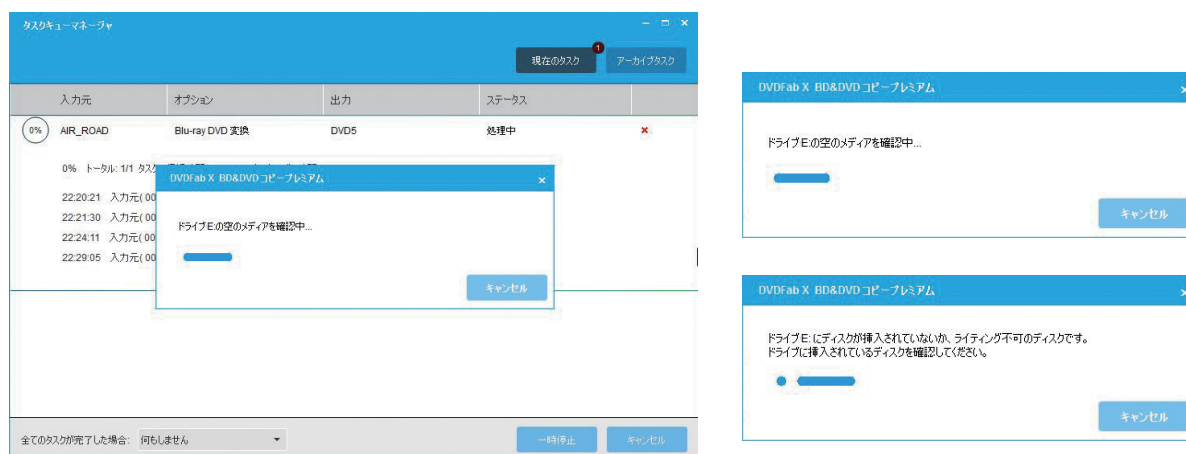 タスクキューマネージャ
現在のタスク
1
アーカイブタスク
入力元 オプション 出力 ステータス
0% AIR_ROAD Blu-ray DVD 変換 DVD5 処理中
0% トータル: 1/1
22:20:21 入力元( 00
22:21:30 入力元( 00
22:24:11 入力元( 00
22:29:05 入力元( 00
DVDFab X BD&DVD コピープレミアム
ドライブ E:の空のメディアを確認中...
キャンセル
全てのタスクが完了した場合: 何もしません
一時停止 キャンセル
DVDFab X BD&DVD コピープレミアム
ドライブ E:の空のメディアを確認中...
キャンセル
DVDFab X BD&DVD コピープレミアム
ドライブ E: にディスクが挿入されていないか、ライティング不可のディスクです。
ドライブに挿入されているディスクを確認してください。
キャンセル